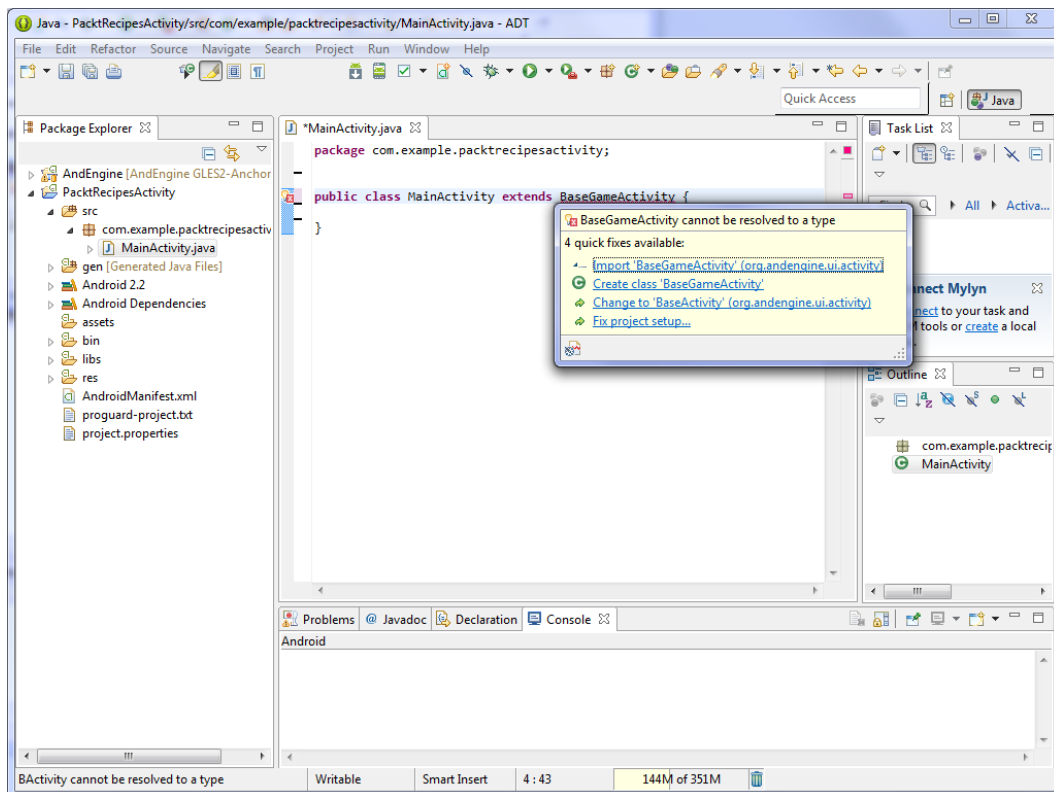 Java - PacktRecipesActivity/src/com/example/packtrecipesactivity/MainActivity.java - ADT
File Edit Refactor Source Navigate Search Project Run Window Help
Quick Access
Java
Package Explorer
AndEngine [AndEngine GLES2-Anchor
PacktRecipesActivity
src
com.example.packtrecipesactiv
MainActivity.java
gen [Generated Java Files]
Android 2.2
Android Dependencies
assets
bin
libs
res
AndroidManifest.xml
proguard-project.txt
project.properties
*MainActivity.java
package com.example.packtrecipesactivity;
public class MainActivity extends BaseGameActivity {
}
BaseGameActivity cannot be resolved to a type
4 quick fixes available:
Import 'BaseGameActivity' (org.andengine.ui.activity)
Create class 'BaseGameActivity'
Change to 'BaseActivity' (org.andengine.ui.activity)
Fix project setup...
Task List
All Activa...
nnect Mylyn
nect to your task and
tools or create a local
Outline
com.example.packtrecip
MainActivity
Problems @ Javadoc Declaration Console
Android
BActivity cannot be resolved to a type Writable Smart Insert 4 : 43 144M of 351M